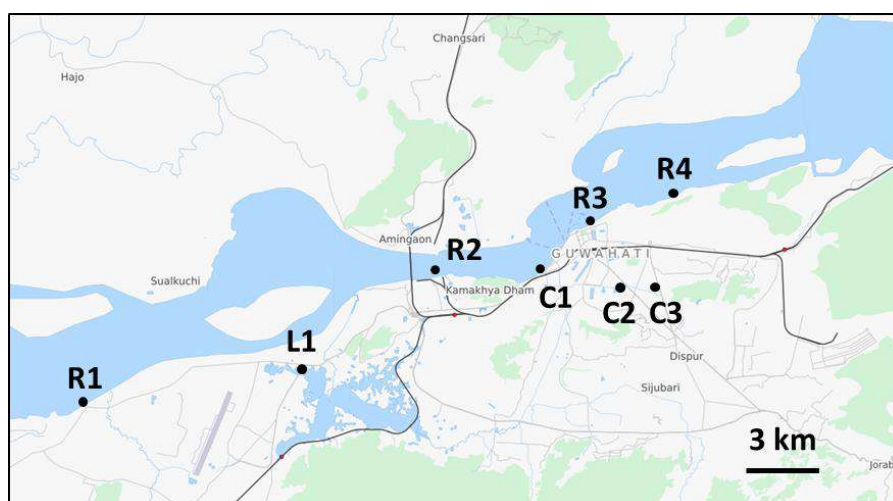 Changsari
Hajo
R4
R3
Amingaon
R2
GUWAHATI
Sualkuchi
Kamakhya Dham
C1
C2
C3
L1
Dispur
R1
Sijubari
3 km
Jorab